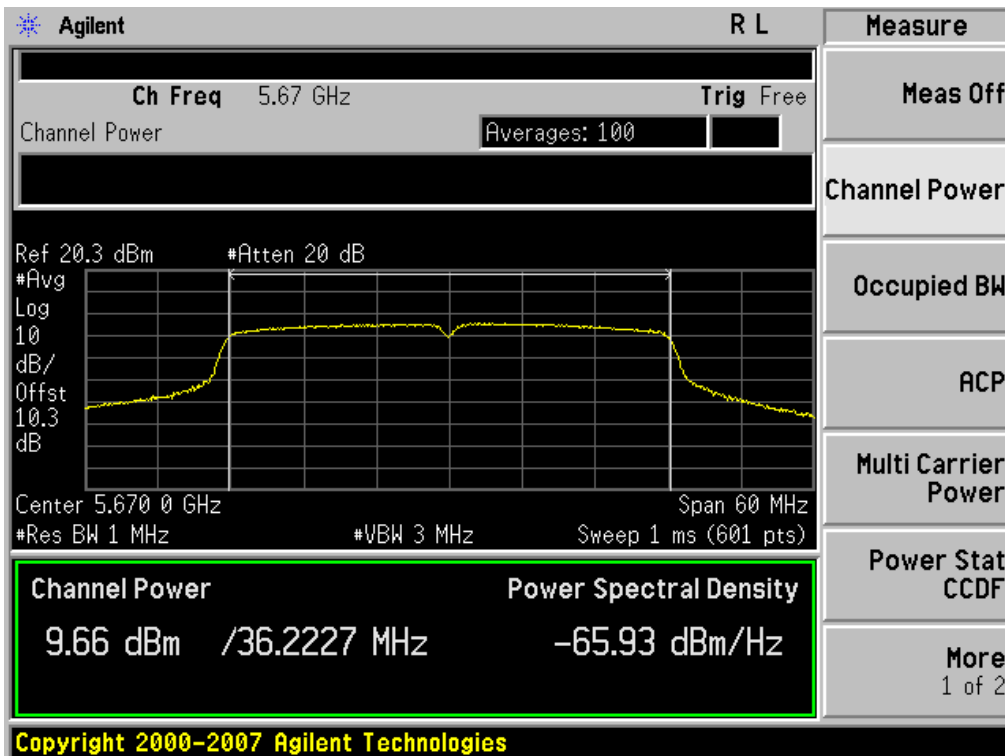 Agilent R L Measure
Ch Freq 5.67 GHz Trig Free
Meas Off
Channel Power Averages: 100
Channel Power
Ref 20.3 dBm #Atten 20 dB
#Avg
Log
10
dB/
Offst
10.3
dB
Occupied BW
ACP
Multi Carrier
Power
Center 5.670 0 GHz Span 60 MHz
#Res BW 1 MHz #VBW 3 MHz Sweep 1 ms (601 pts)
Power Stat
CCDF
Channel Power Power Spectral Density
9.66 dBm /36.2227 MHz -65.93 dBm/Hz
More
1 of 2
Copyright 2000-2007 Agilent Technologies